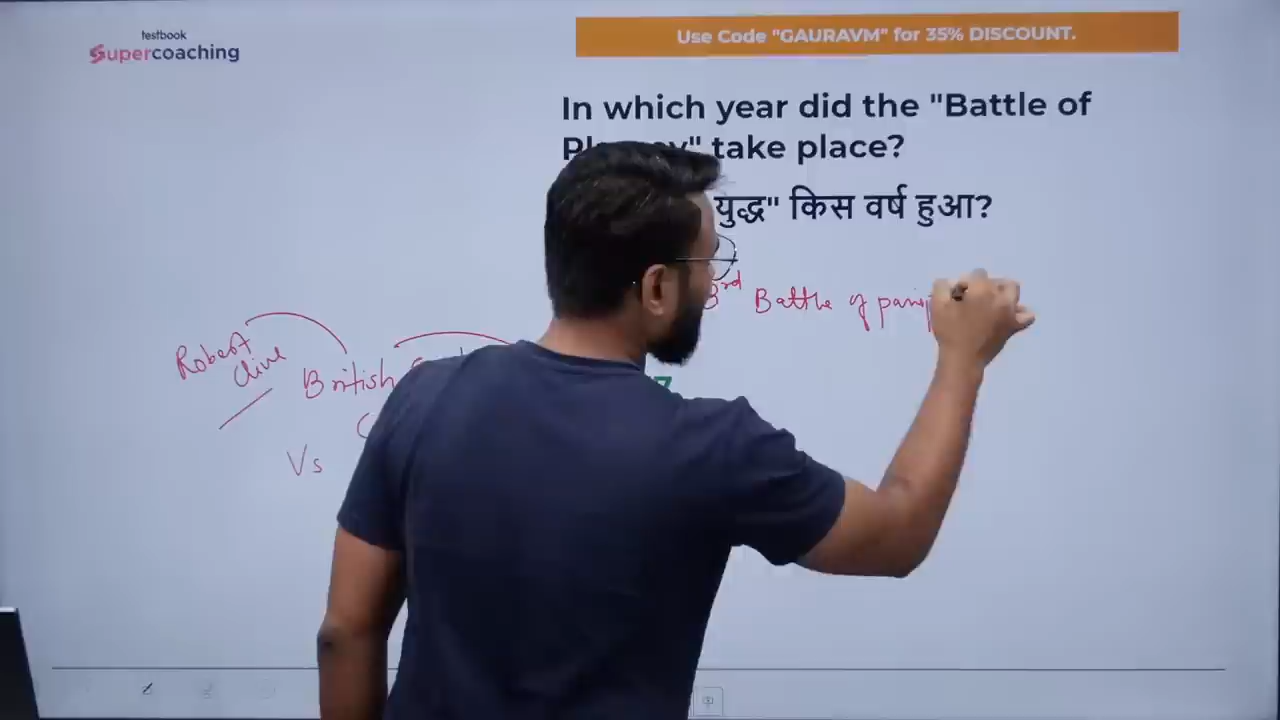 testbook
Supercoaching
Use Code "GAURAVM" for 35% DISCOUNT.
In which year did the "Battle of
take place?
युद्ध" किस वर्ष हुआ?
3rd Battle of
Robert
Clive
British
Vs